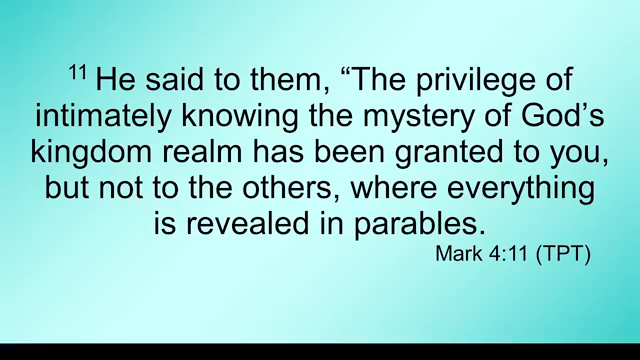 11 He said to them, “The privilege of
intimately knowing the mystery of God’s
kingdom realm has been granted to you,
but not to the others, where everything
is revealed in parables.
Mark 4:11 (TPT)